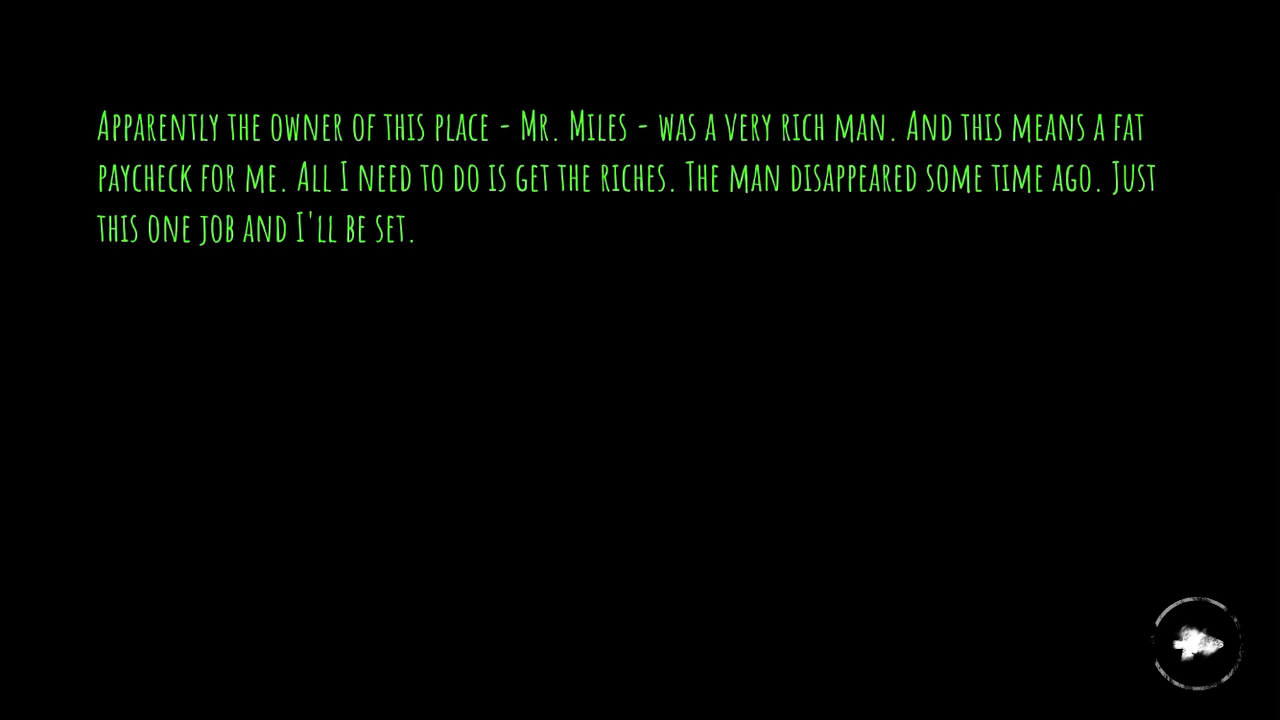 Apparently the owner of this place - Mr. Miles - was a very rich man. And this means a fat
paycheck for me. All I need to do is get the riches. The man disappeared some time ago. Just
this one job and I'll be set.